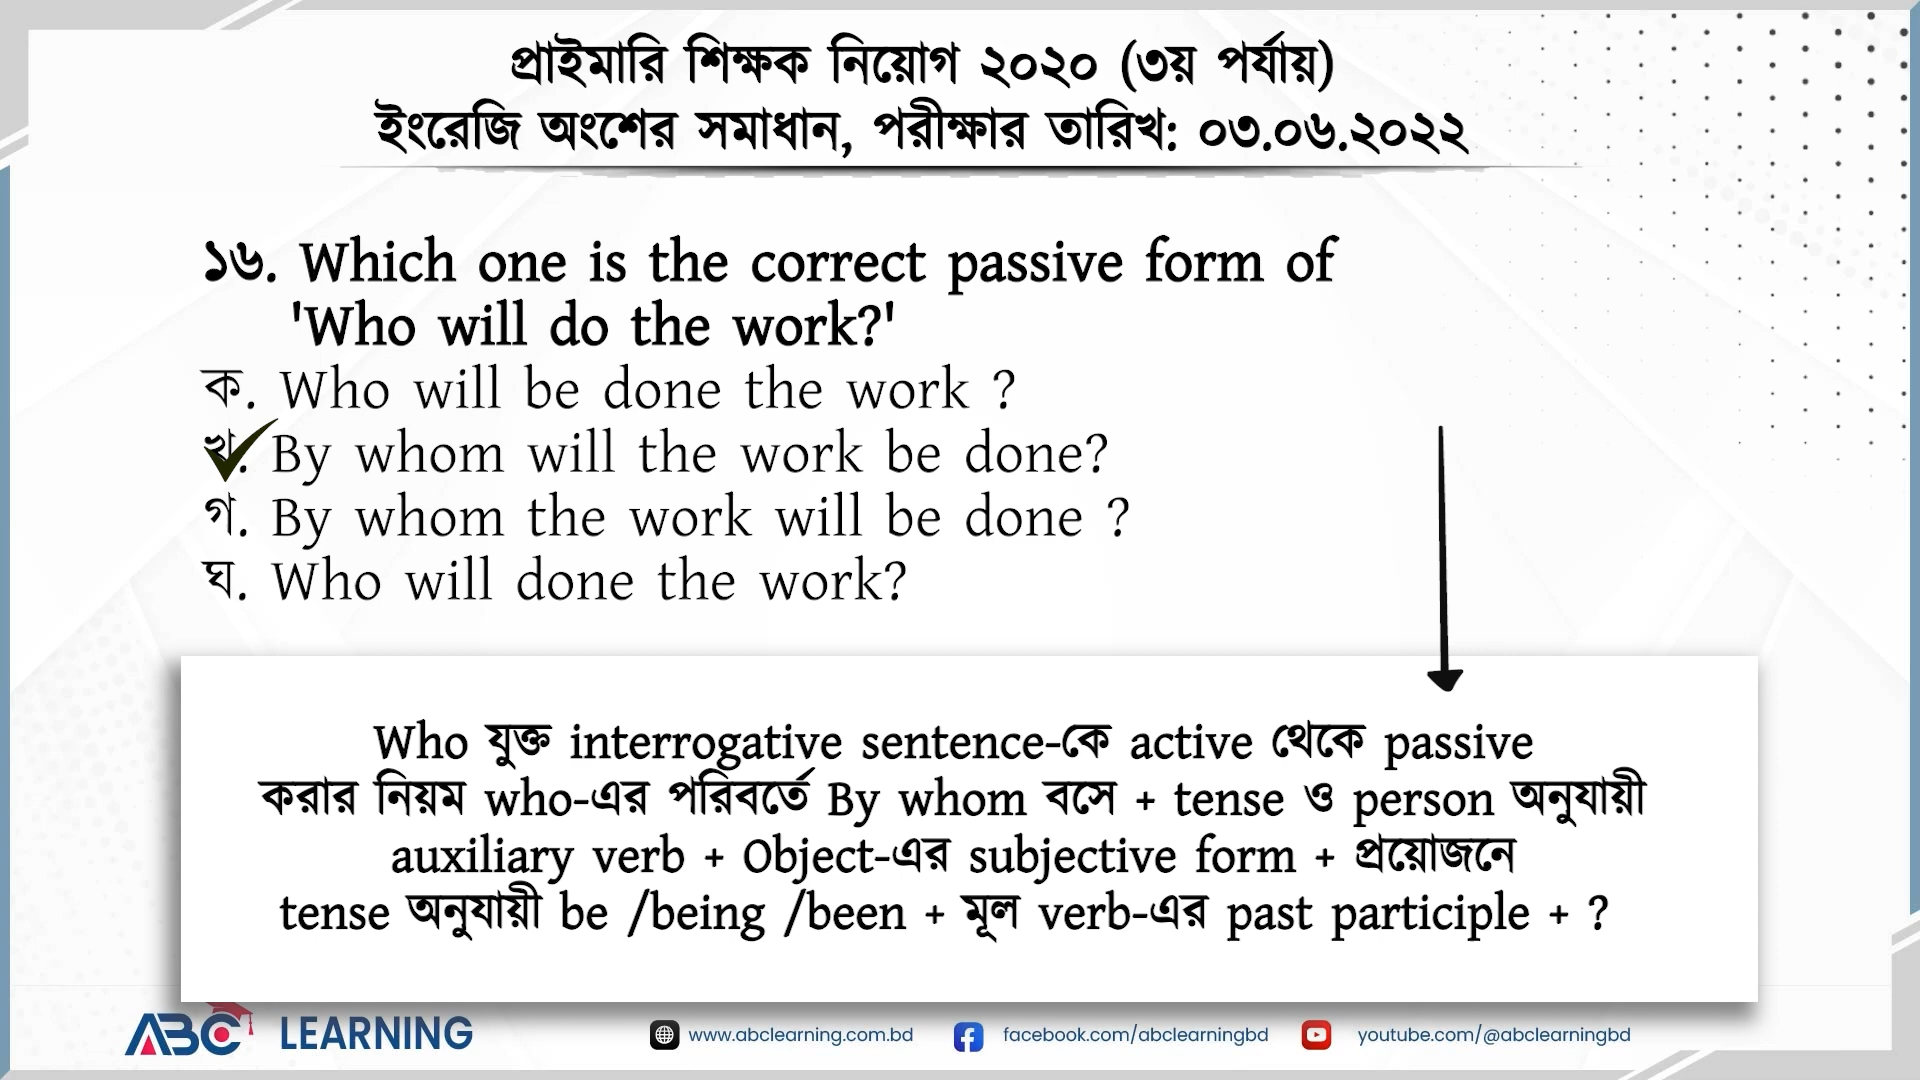 প্রাইমারি শিক্ষক নিয়োগ ২০২০ (৩য় পর্যায়)
ইংরেজি অংশের সমাধান, পরীক্ষার তারিখ: ০৩.০৬.২০২২
১৬. Which one is the correct passive form of
'Who will do the work?'
ক. Who will be done the work ?
খ. By whom will the work be done?
গ. By whom the work will be done ?
ঘ. Who will done the work?
Who যুক্ত interrogative sentence-কে active থেকে passive
করার নিয়ম who-এর পরিবর্তে By whom বসে + tense ও person অনুযায়ী
auxiliary verb + Object-এর subjective form + প্রয়োজনে
tense অনুযায়ী be /being /been + মূল verb-এর past participle + ?
ABC LEARNING www.abclearning.com.bd facebook.com/abclearningbd youtube.com/@abclearningbd